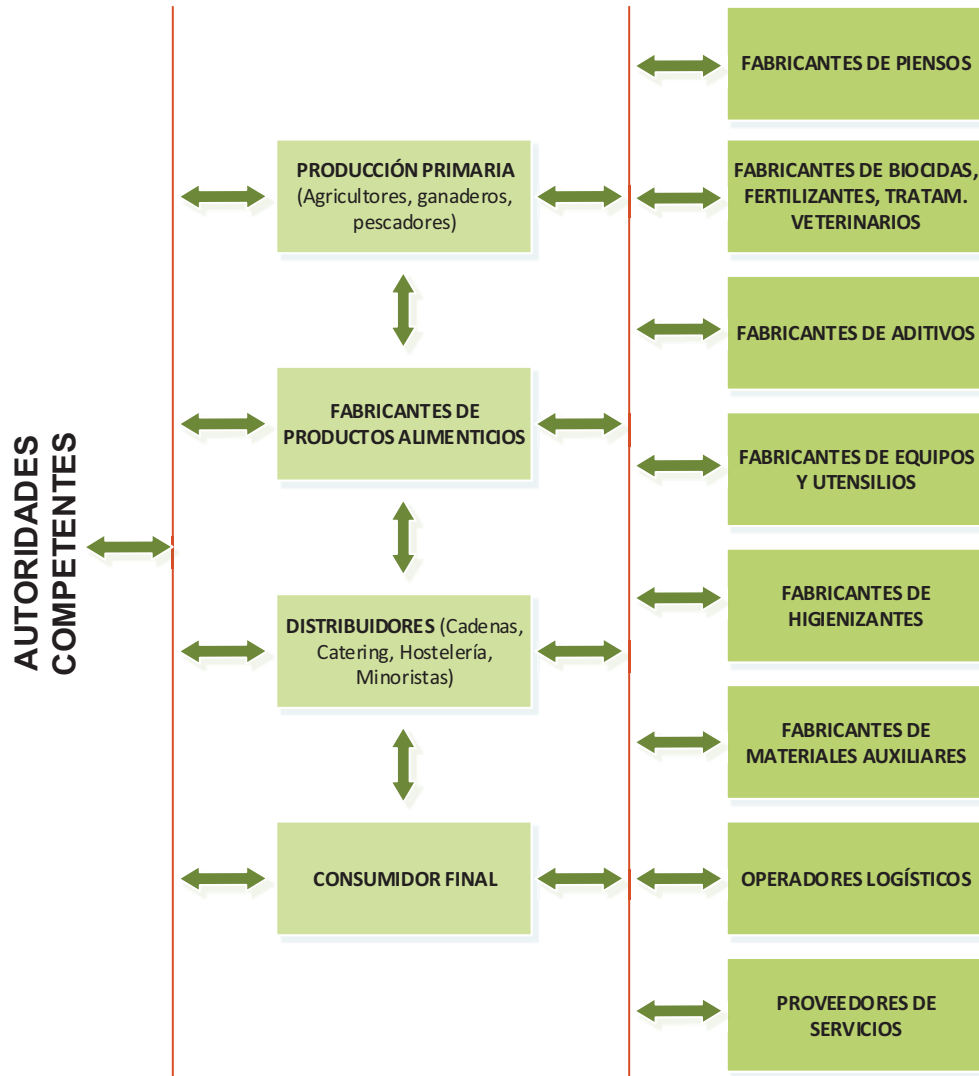 AUTORIDADES
COMPETENTES
PRODUCCIÓN PRIMARIA
(Agricultores, ganaderos,
pescadores)
FABRICANTES DE
PRODUCTOS ALIMENTICIOS
DISTRIBUIDORES (Cadenas,
Catering, Hostelería,
Minoristas)
CONSUMIDOR FINAL
FABRICANTES DE PIENSOS
FABRICANTES DE BIOCIDAS,
FERTILIZANTES, TRATAM.
VETERINARIOS
FABRICANTES DE ADITIVOS
FABRICANTES DE EQUIPOS
Y UTENSILIOS
FABRICANTES DE
HIGIENIZANTES
FABRICANTES DE
MATERIALES AUXILIARES
OPERADORES LOGÍSTICOS
PROVEEDORES DE
SERVICIOS